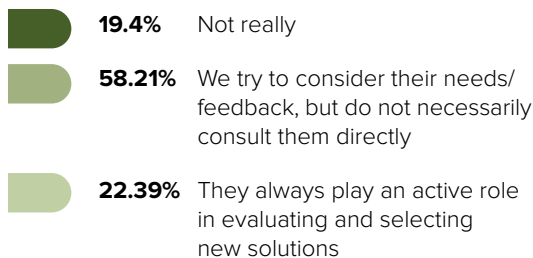 19.4% Not really
58.21% We try to consider their needs/
feedback, but do not necessarily
consult them directly
22.39% They always play an active role
in evaluating and selecting
new solutions